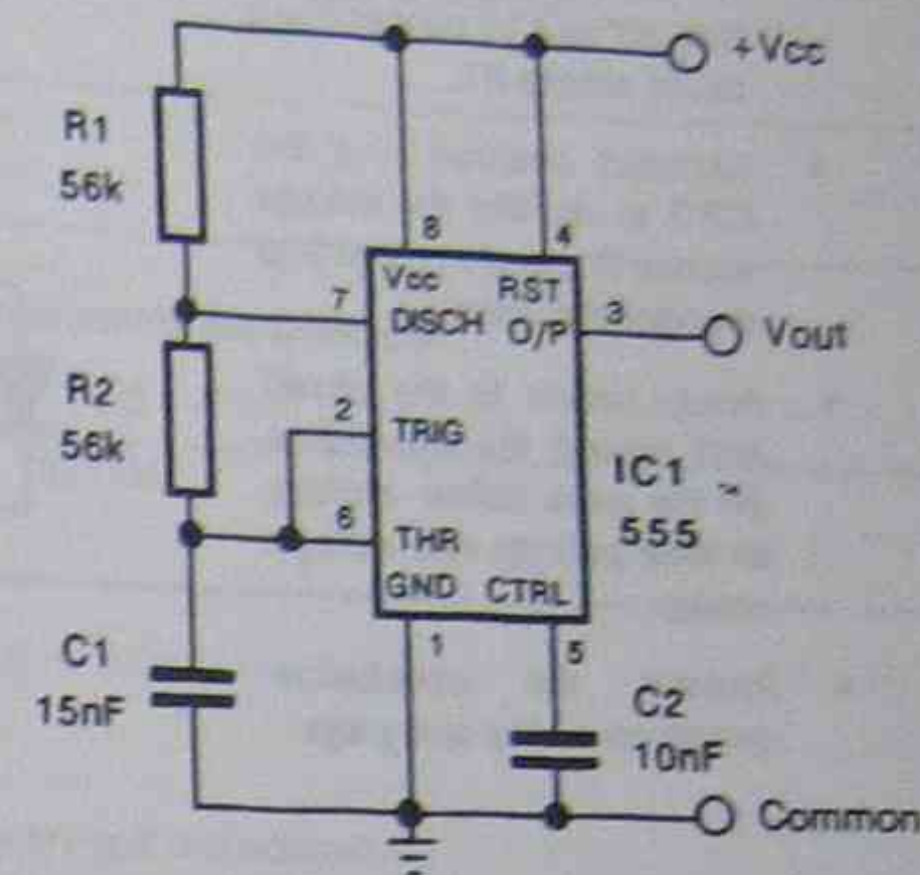 +Vcc
R1
56k
8
4
Vcc
RST
7
DISCH
O/P
3
Vout
R2
56k
2
TRIG
IC1
555
6
THR
GND
CTRL
1
5
C1
15nF
C2
10nF
Common